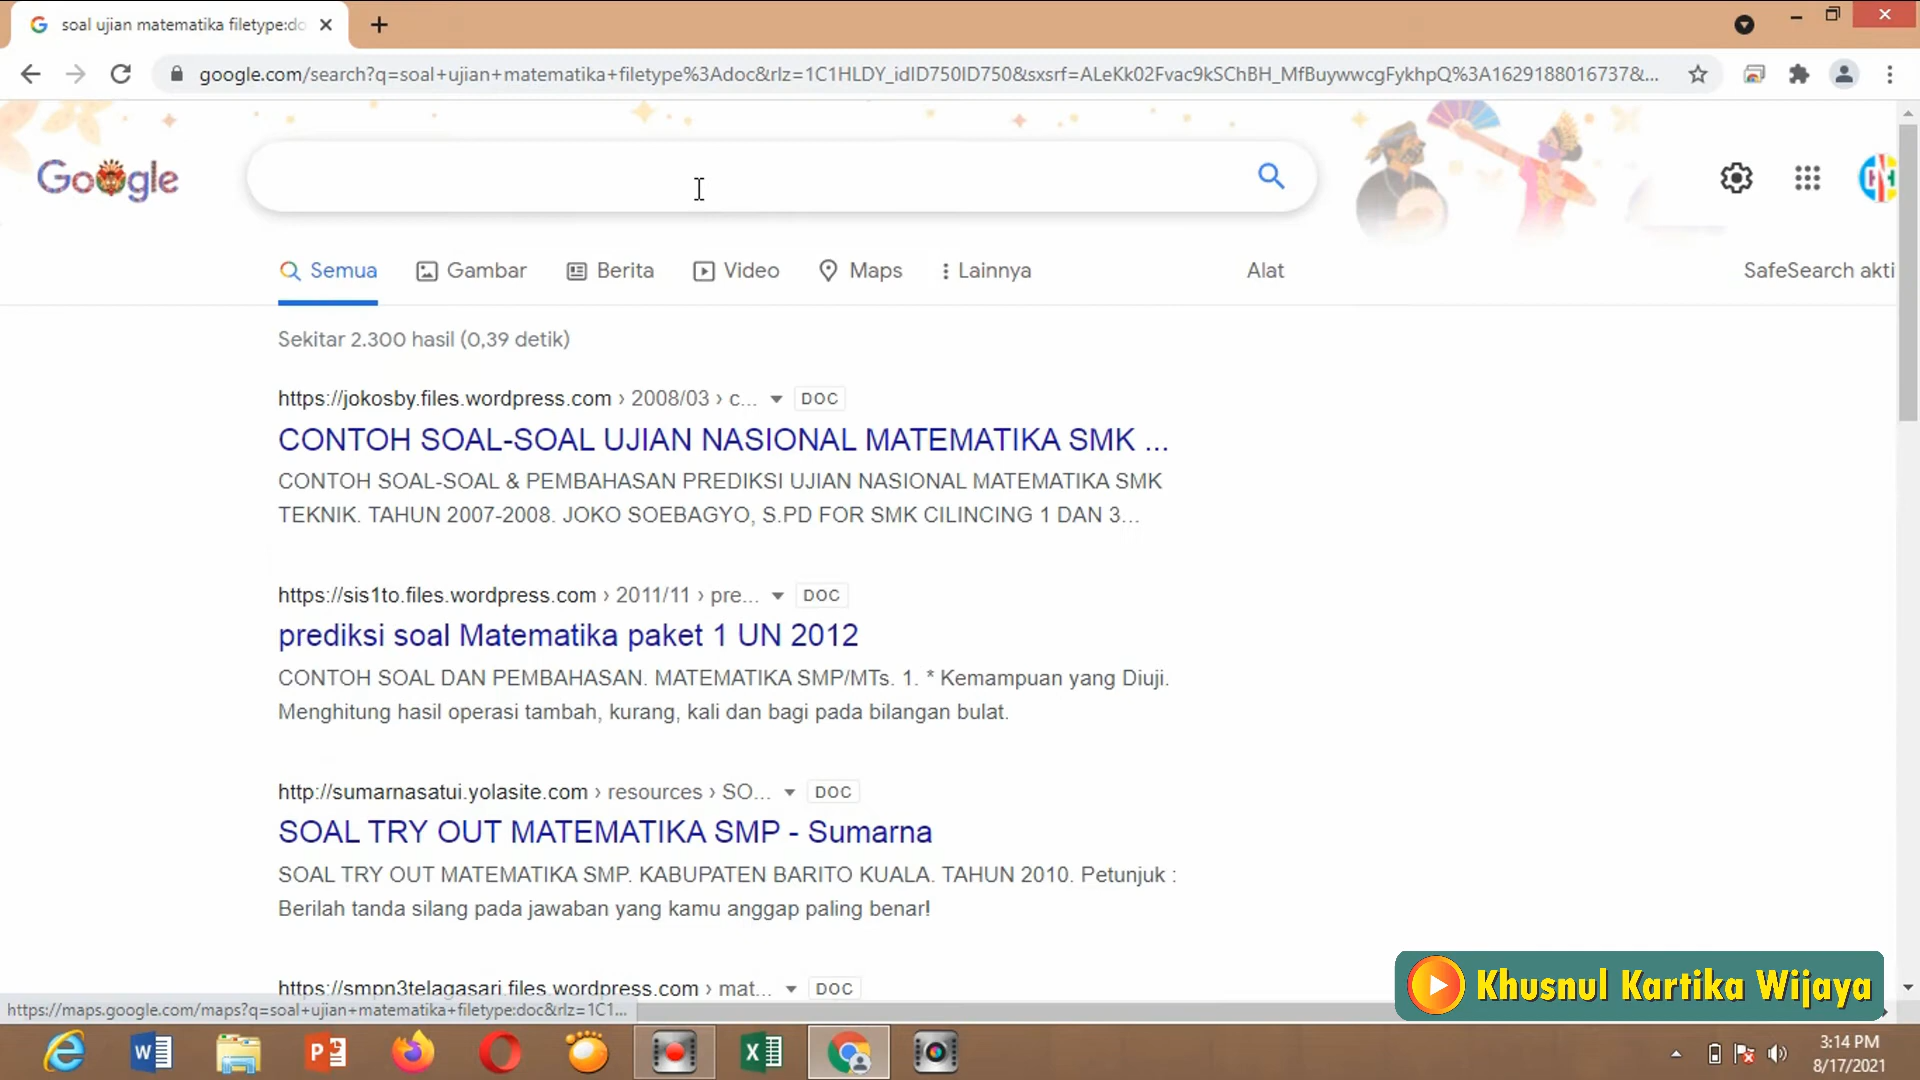 soal ujian matematika filetype:do
google.com/search?q=soal+ujian+matematika+filetype%3Adoc&rlz=1C1HLDY_idID750ID750&sxsrf=ALeKk02Fvac9kSChBH_MfBuywwcgFykhpQ%3A1629188016737&...
Google
Semua Gambar Berita Video Maps Lainnya Alat SafeSearch akti
Sekitar 2.300 hasil (0,39 detik)
https://jokosby.files.wordpress.com › 2008/03 › c... DOC
CONTOH SOAL-SOAL UJIAN NASIONAL MATEMATIKA SMK ...
CONTOH SOAL-SOAL & PEMBAHASAN PREDIKSI UJIAN NASIONAL MATEMATIKA SMK
TEKNIK. TAHUN 2007-2008. JOKO SOEBAGYO, S.PD FOR SMK CILINCING 1 DAN 3...
https://sis1to.files.wordpress.com › 2011/11 › pre... DOC
prediksi soal Matematika paket 1 UN 2012
CONTOH SOAL DAN PEMBAHASAN. MATEMATIKA SMP/MTs. 1. * Kemampuan yang Diuji.
Menghitung hasil operasi tambah, kurang, kali dan bagi pada bilangan bulat.
http://sumarnasatui.yolasite.com › resources › SO... DOC
SOAL TRY OUT MATEMATIKA SMP - Sumarna
SOAL TRY OUT MATEMATIKA SMP. KABUPATEN BARITO KUALA. TAHUN 2010. Petunjuk :
Berilah tanda silang pada jawaban yang kamu anggap paling benar!
https://smpn3telagasari.files.wordpress.com › mat... DOC
Khusnul Kartika Wijaya
https://maps.google.com/maps?q=soal+ujian+matematika+filetype:doc&rlz=1C1...
3:14 PM
8/17/2021